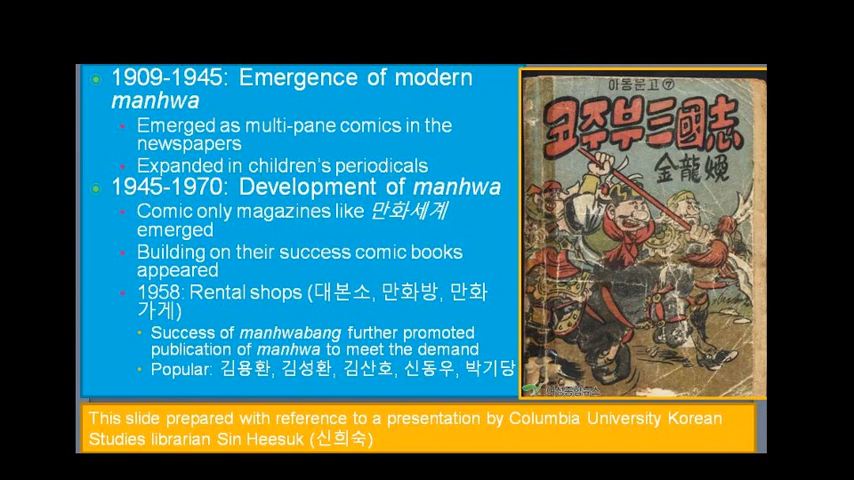 1909-1945: Emergence of modern
manhwa
Emerged as multi-pane comics in the
newspapers
Expanded in children's periodicals
1945-1970: Development of manhwa
Comic only magazines like 만화세계
emerged
Building on their success comic books
appeared
1958: Rental shops (대본소, 만화방, 만화
가게)
Success of manhwabang further promoted
publication of manhwa to meet the demand
Popular: 김용환, 김성환, 김산호, 신동우, 박기당
아동문고⑦
코주부三國志
金龍煥
This slide prepared with reference to a presentation by Columbia University Korean
Studies librarian Sin Heesuk (신희숙)